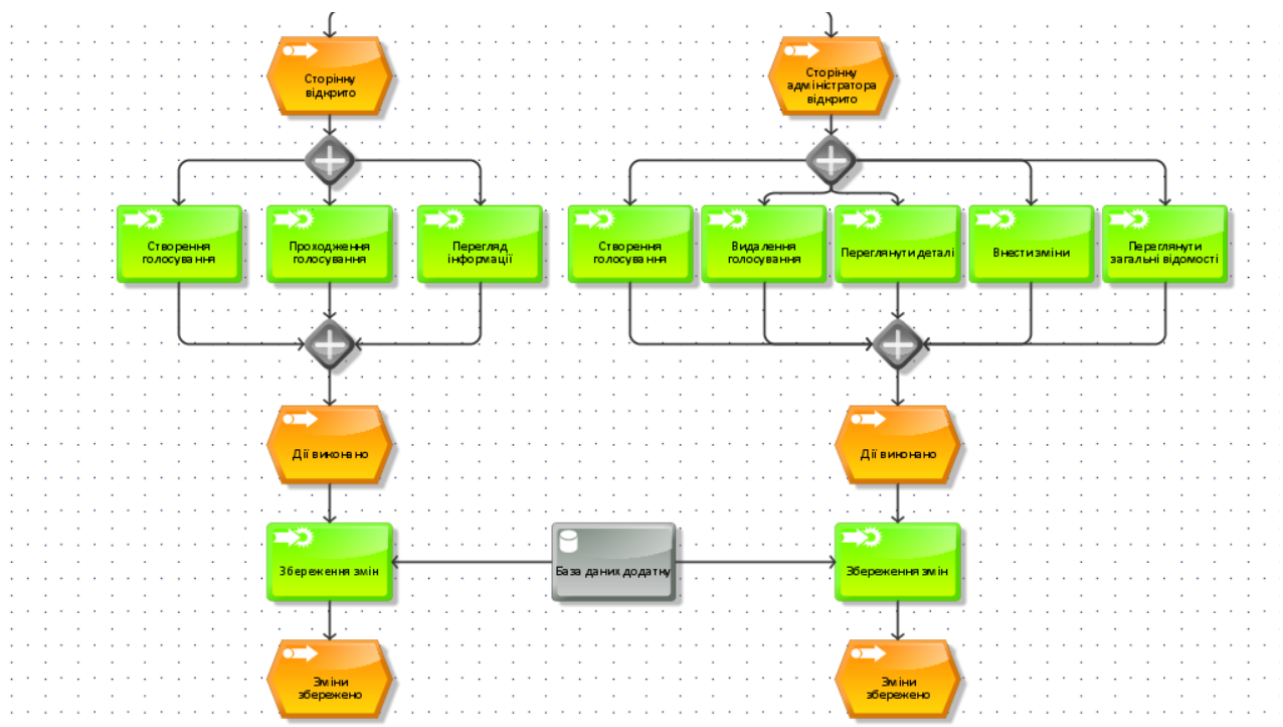 Сторінку
відкрито
Сторінку
адміністратора
відкрито
Створення
голосування
Проходження
голосування
Перегляд
інформації
Створення
голосування
Видалення
голосування
Переглянути деталі
Внести зміни
Переглянути
загальні відомості
Дії виконано
Дії виконано
Збереження змін
База даних додатку
Збереження змін
Зміни
збережено
Зміни
збережено